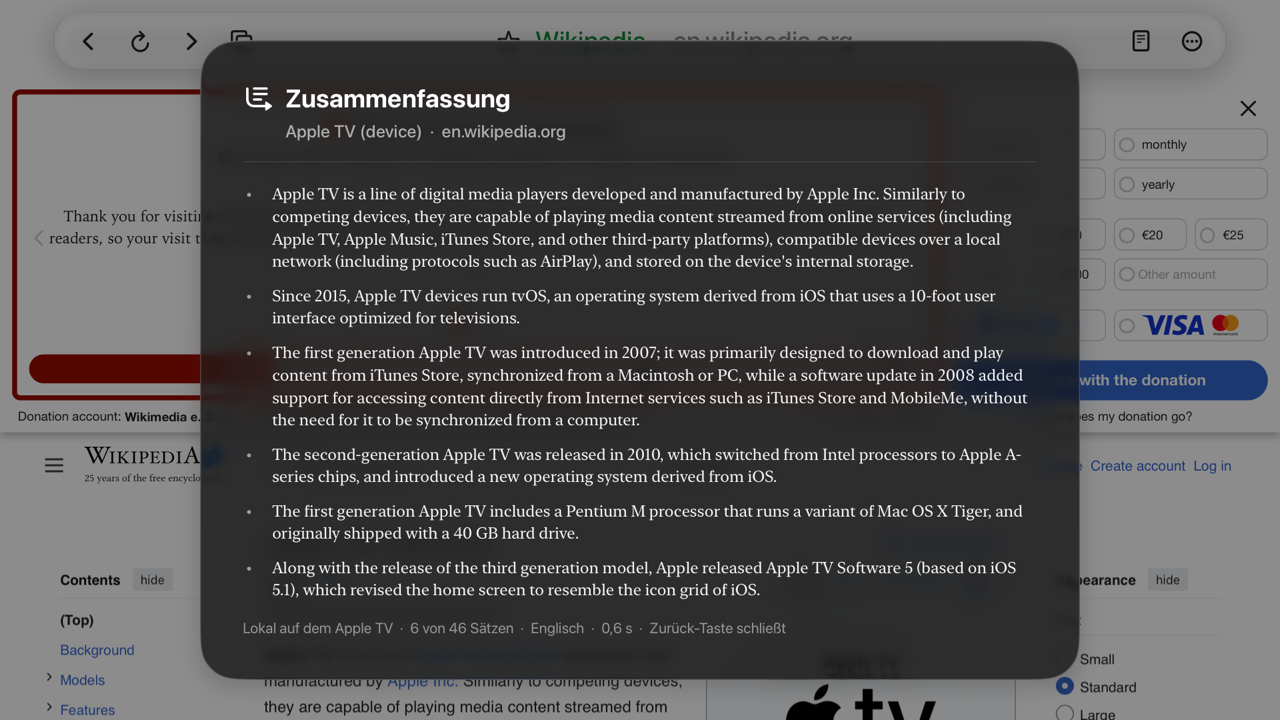 Wikipedia – en.wikipedia.org
Zusammenfassung
Apple TV (device) · en.wikipedia.org
• Apple TV is a line of digital media players developed and manufactured by Apple Inc. Similarly to
competing devices, they are capable of playing media content streamed from online services (including
Apple TV, Apple Music, iTunes Store, and other third-party platforms), compatible devices over a local
network (including protocols such as AirPlay), and stored on the device's internal storage.
• Since 2015, Apple TV devices run tvOS, an operating system derived from iOS that uses a 10-foot user
interface optimized for televisions.
• The first generation Apple TV was introduced in 2007; it was primarily designed to download and play
content from iTunes Store, synchronized from a Macintosh or PC, while a software update in 2008 added
support for accessing content directly from Internet services such as iTunes Store and MobileMe, without
the need for it to be synchronized from a computer.
• The second-generation Apple TV was released in 2010, which switched from Intel processors to Apple A-
series chips, and introduced a new operating system derived from iOS.
• The first generation Apple TV includes a Pentium M processor that runs a variant of Mac OS X Tiger, and
originally shipped with a 40 GB hard drive.
• Along with the release of the third generation model, Apple released Apple TV Software 5 (based on iOS
5.1), which revised the home screen to resemble the icon grid of iOS.
Lokal auf dem Apple TV · 6 von 46 Sätzen · Englisch · 0,6 s · Zurück-Taste schließt
Thank you for
readers, so your visit
Donation account: Wikimedia e.
monthly
yearly
€20
€25
Other amount
VISA
mastercard
with the donation
my donation go?
WIKIPEDIA
25 years of the free
Create account
Log in
Contents
hide
(Top)
Background
Models
Features
hide
Small
Standard
Large
manufactured by Apple Inc. Similarly to competing devices,
they are capable of playing media content streamed from
tv